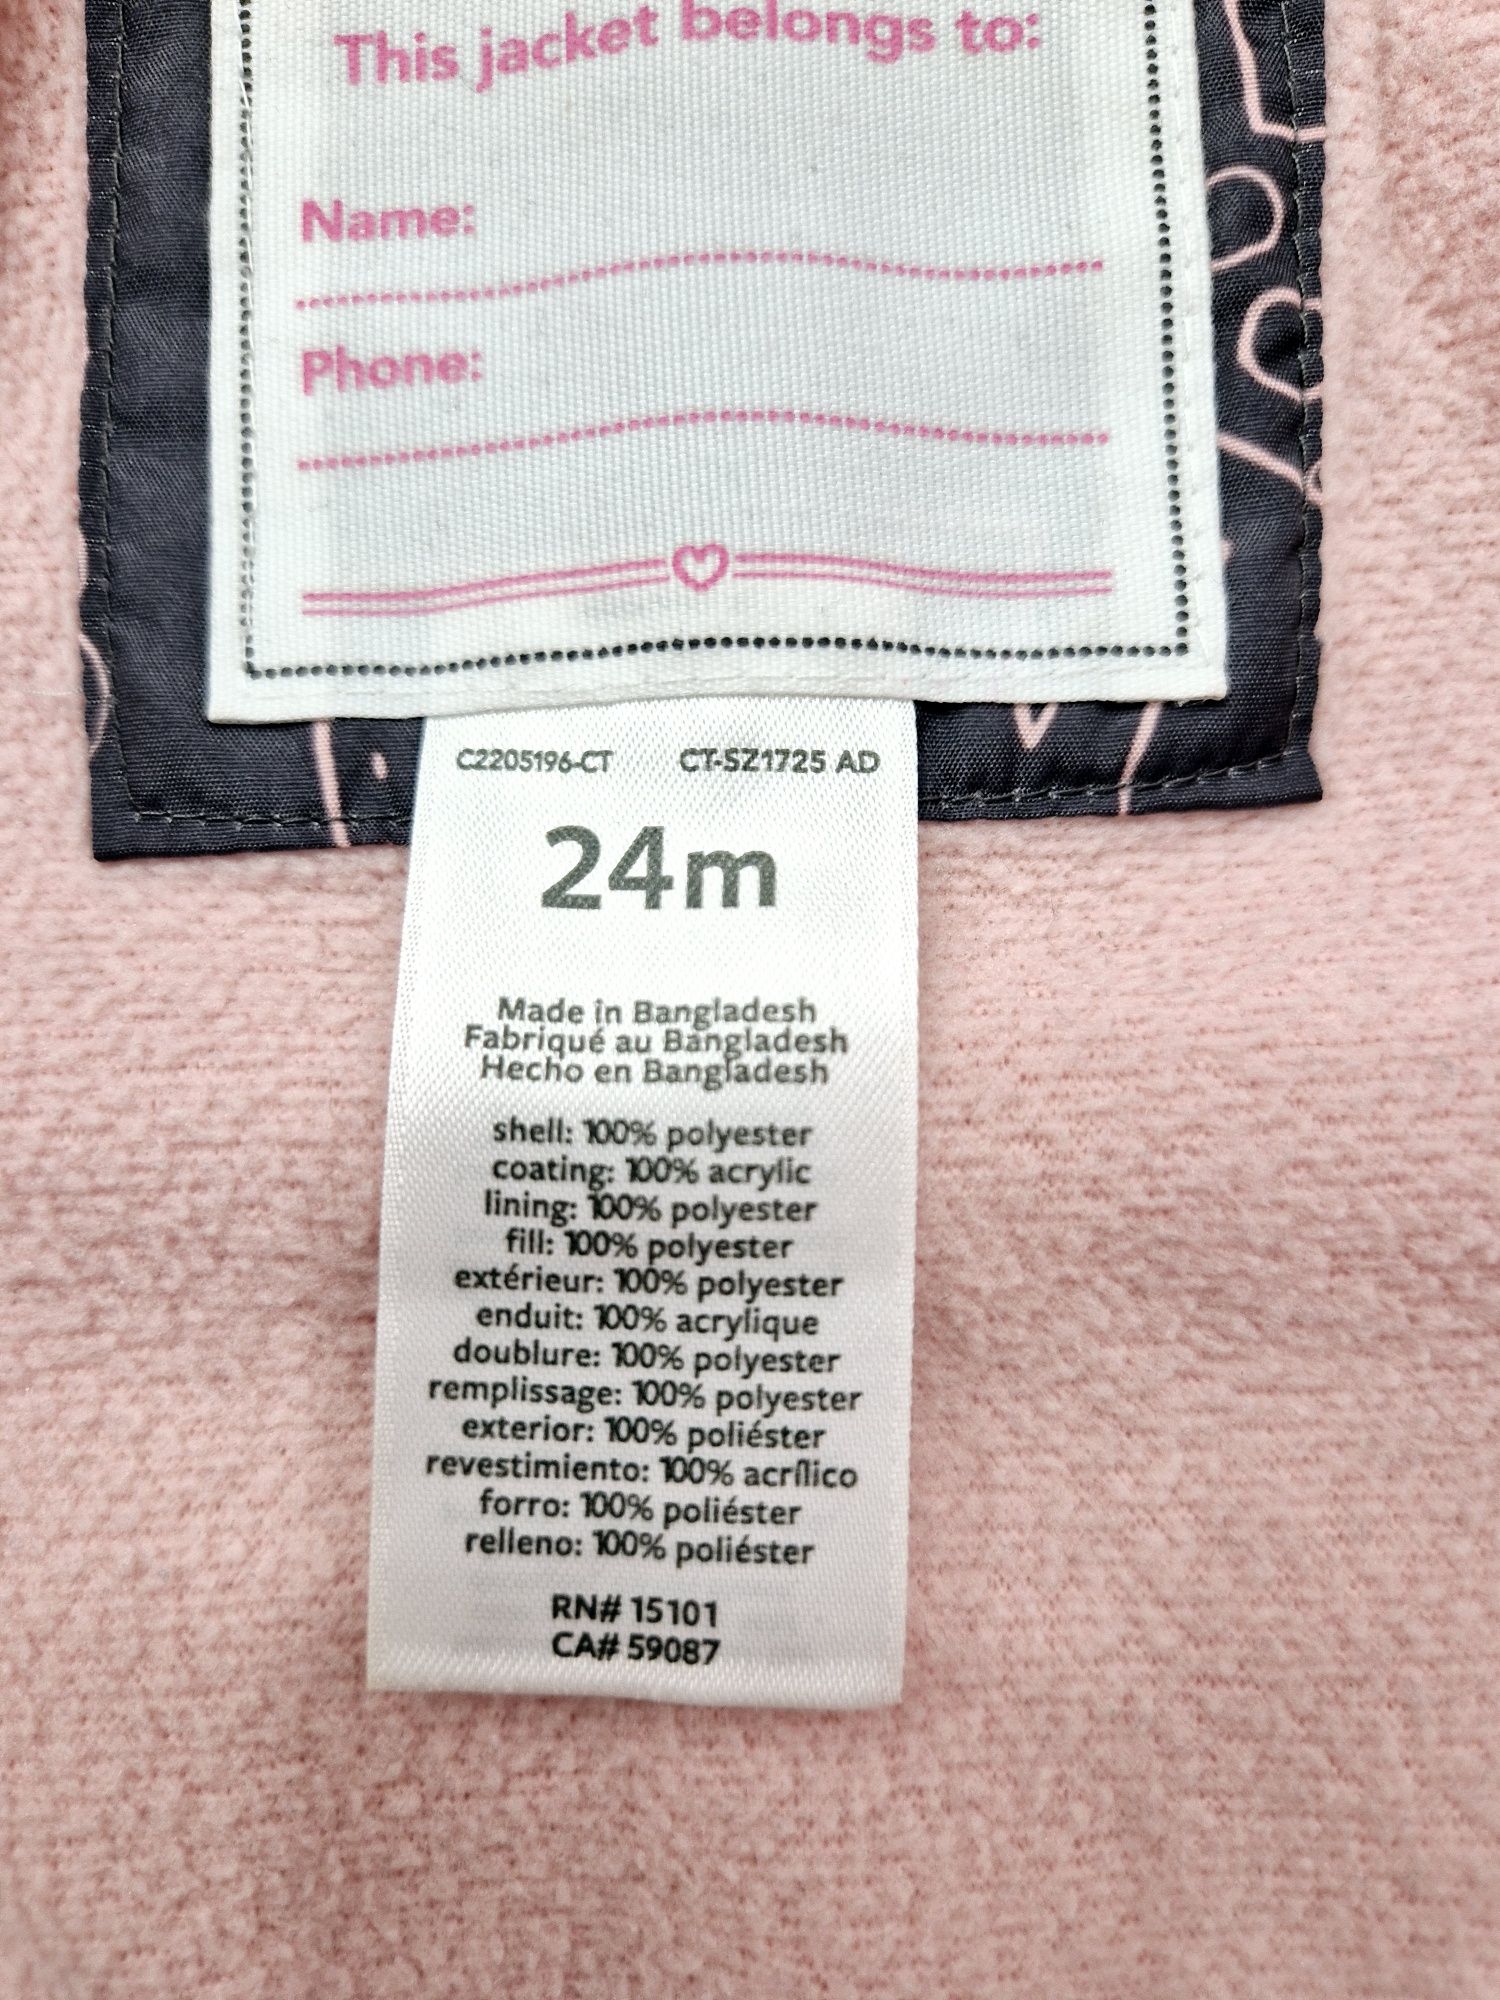 This jacket belongs to:
Name:
Phone:
C2205196-CT CT-SZ1725 AD
24m
Made in Bangladesh
Fabriqué au Bangladesh
Hecho en Bangladesh
shell: 100% polyester
coating: 100% acrylic
lining: 100% polyester
fill: 100% polyester
extérieur: 100% polyester
enduit: 100% acrylique
doublure: 100% polyester
remplissage: 100% polyester
exterior: 100% poliéster
revestimiento: 100% acrílico
forro: 100% poliéster
relleno: 100% poliéster
RN# 15101
CA# 59087